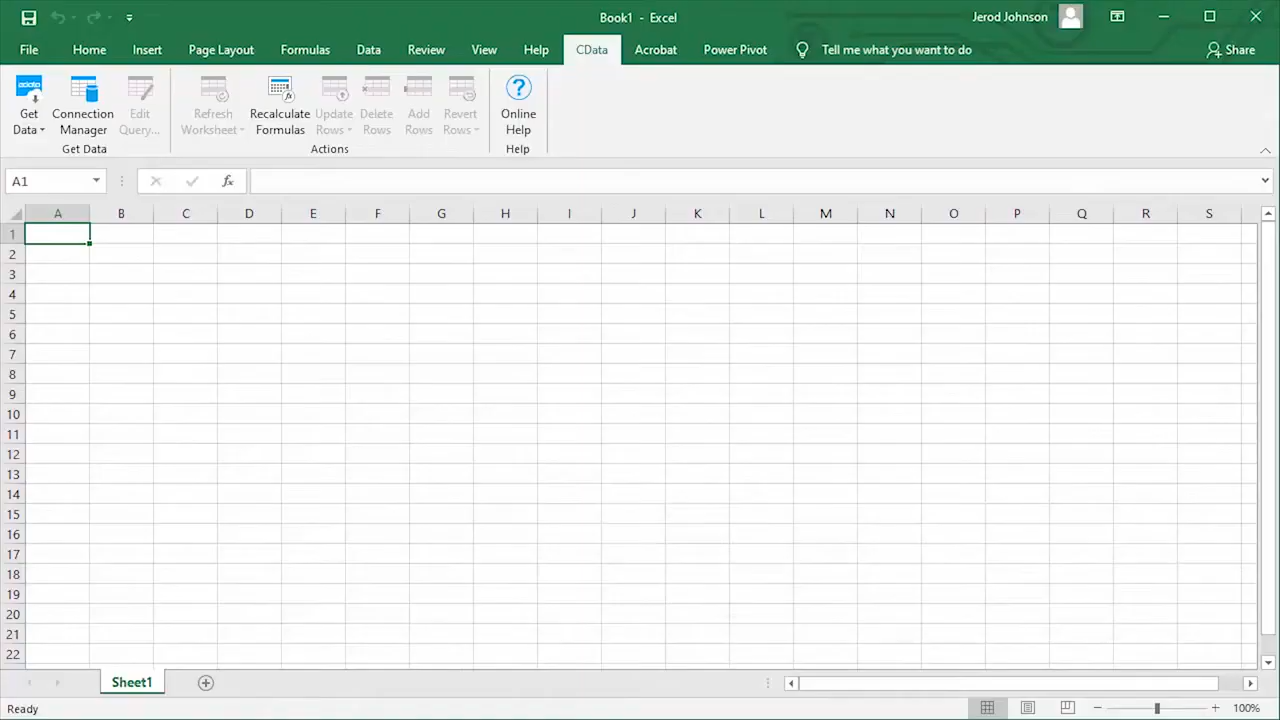 Book1 - Excel
Jerod Johnson
File Home Insert Page Layout Formulas Data Review View Help CData Acrobat Power Pivot Tell me what you want to do Share
Get Data
Connection Manager
Edit Query...
Refresh Worksheet
Recalculate Formulas
Update Rows
Delete Rows
Add Rows
Revert Rows
Online Help
Get Data
Actions
Help
A1
fx
A B C D E F G H I J K L M N O P Q R S
1
2
3
4
5
6
7
8
9
10
11
12
13
14
15
16
17
18
19
20
21
22
Sheet1
Ready
100%